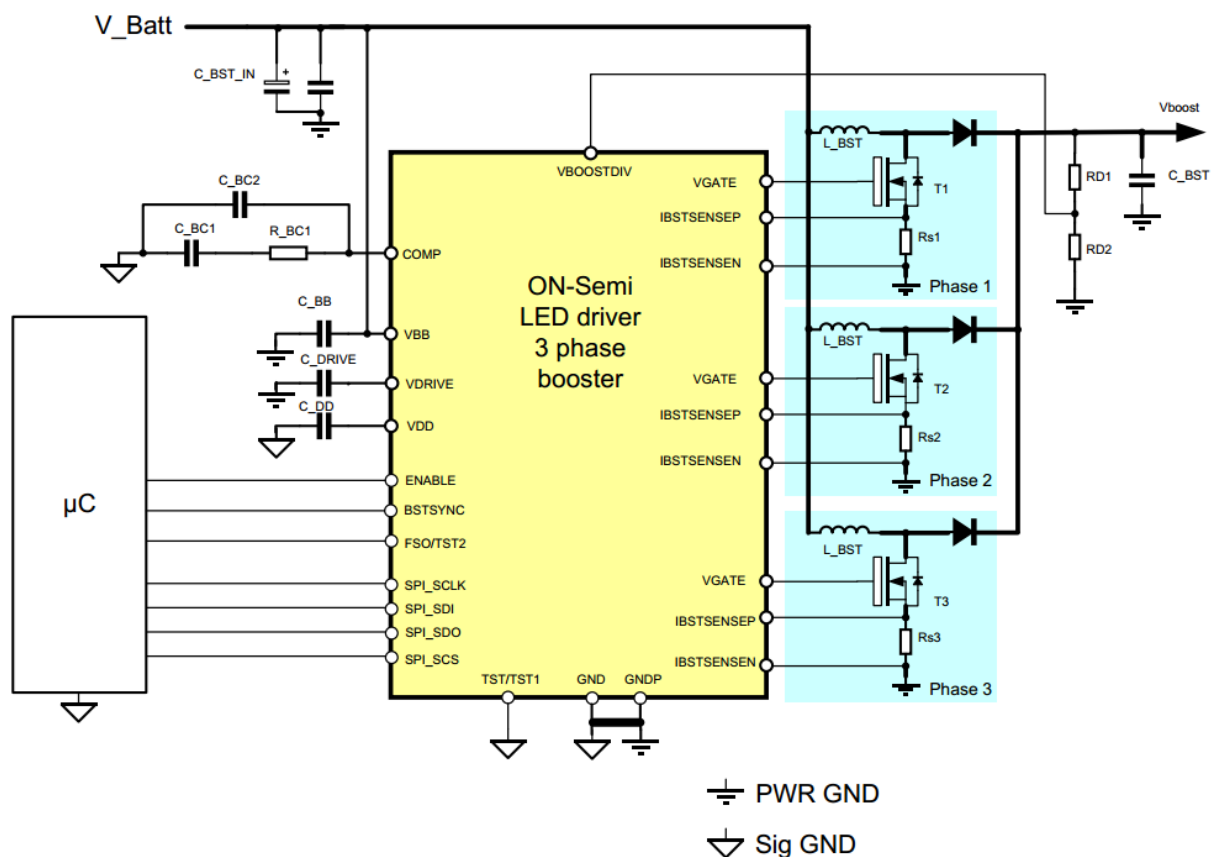 V_Batt
C_BST_IN
+
Vboost
L_BST
VBOOSTDIV
VGATE
T1
RD1
C_BST
C_BC2
IBSTSENSEP
C_BC1
R_BC1
Rs1
RD2
COMP
IBSTSENSEN
Phase 1
ON-Semi
LED driver
3 phase
booster
C_BB
L_BST
VBB
C_DRIVE
VGATE
T2
VDRIVE
C_DD
IBSTSENSEP
VDD
Rs2
IBSTSENSEN
Phase 2
ENABLE
µC
BSTSYNC
FSO/TST2
L_BST
SPI_SCLK
VGATE
T3
SPI_SDI
IBSTSENSEP
SPI_SDO
Rs3
SPI_SCS
IBSTSENSEN
TST/TST1
GND
GNDP
Phase 3
PWR GND
Sig GND